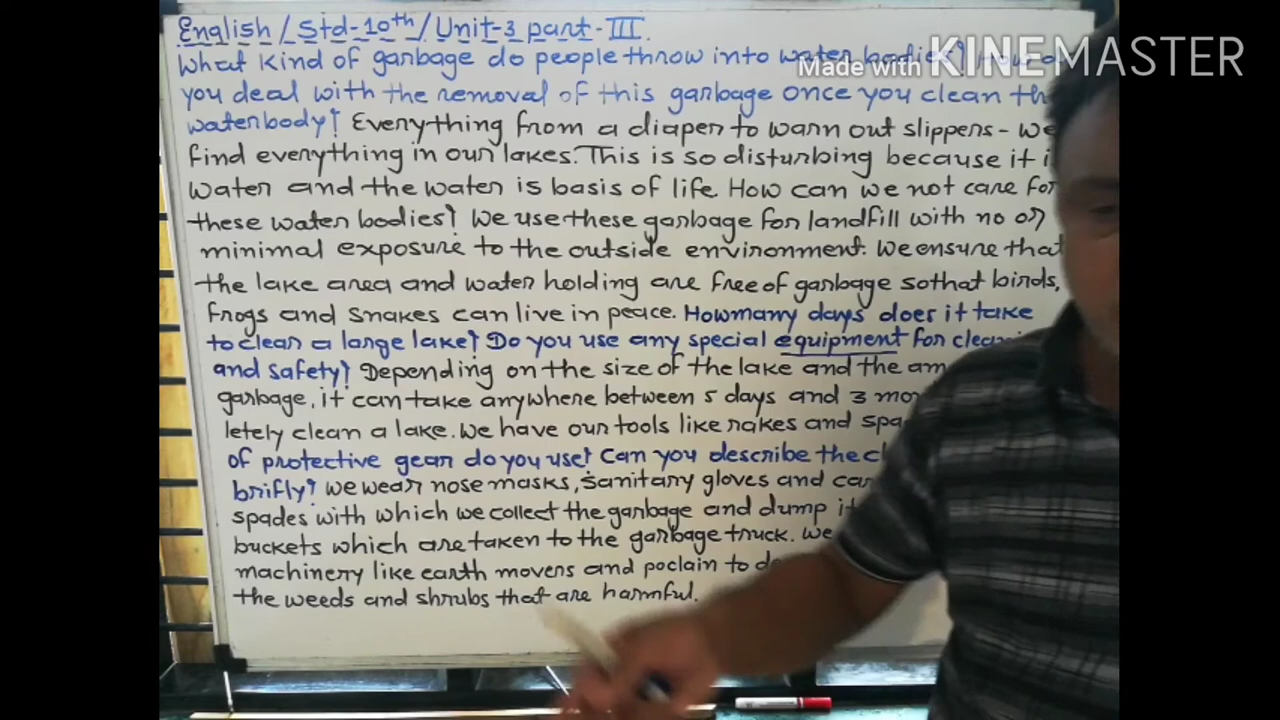 Made with KINEMASTER
English / Std-10th / Unit-3 part-III.
What kind of garbage do people throw into water bodies? How do
you deal with the removal of this garbage once you clean th
waterbody? Everything from a diaper to warn out slippers - we
find everything in our lakes. This is so disturbing because it i
water and the water is basis of life. How can we not care for
these water bodies? We use these garbage for landfill with no or
minimal exposure to the outside environment. We ensure that
the lake area and water holding are free of garbage sothat birds,
frogs and snakes can live in peace. Howmany days does it take
to clean a large lake? Do you use any special equipment for clean
and safety? Depending on the size of the lake and the am
garbage, it can take anywhere between 5 days and 3 mo
letely clean a lake. We have our tools like rakes and spa
of protective gear do you use? Can you describe the cl
brifly? We wear nose masks, sanitary gloves and car
spades with which we collect the garbage and dump it
buckets which are taken to the garbage truck. We
machinery like earth movers and poclain to de
the weeds and shrubs that are harmful.